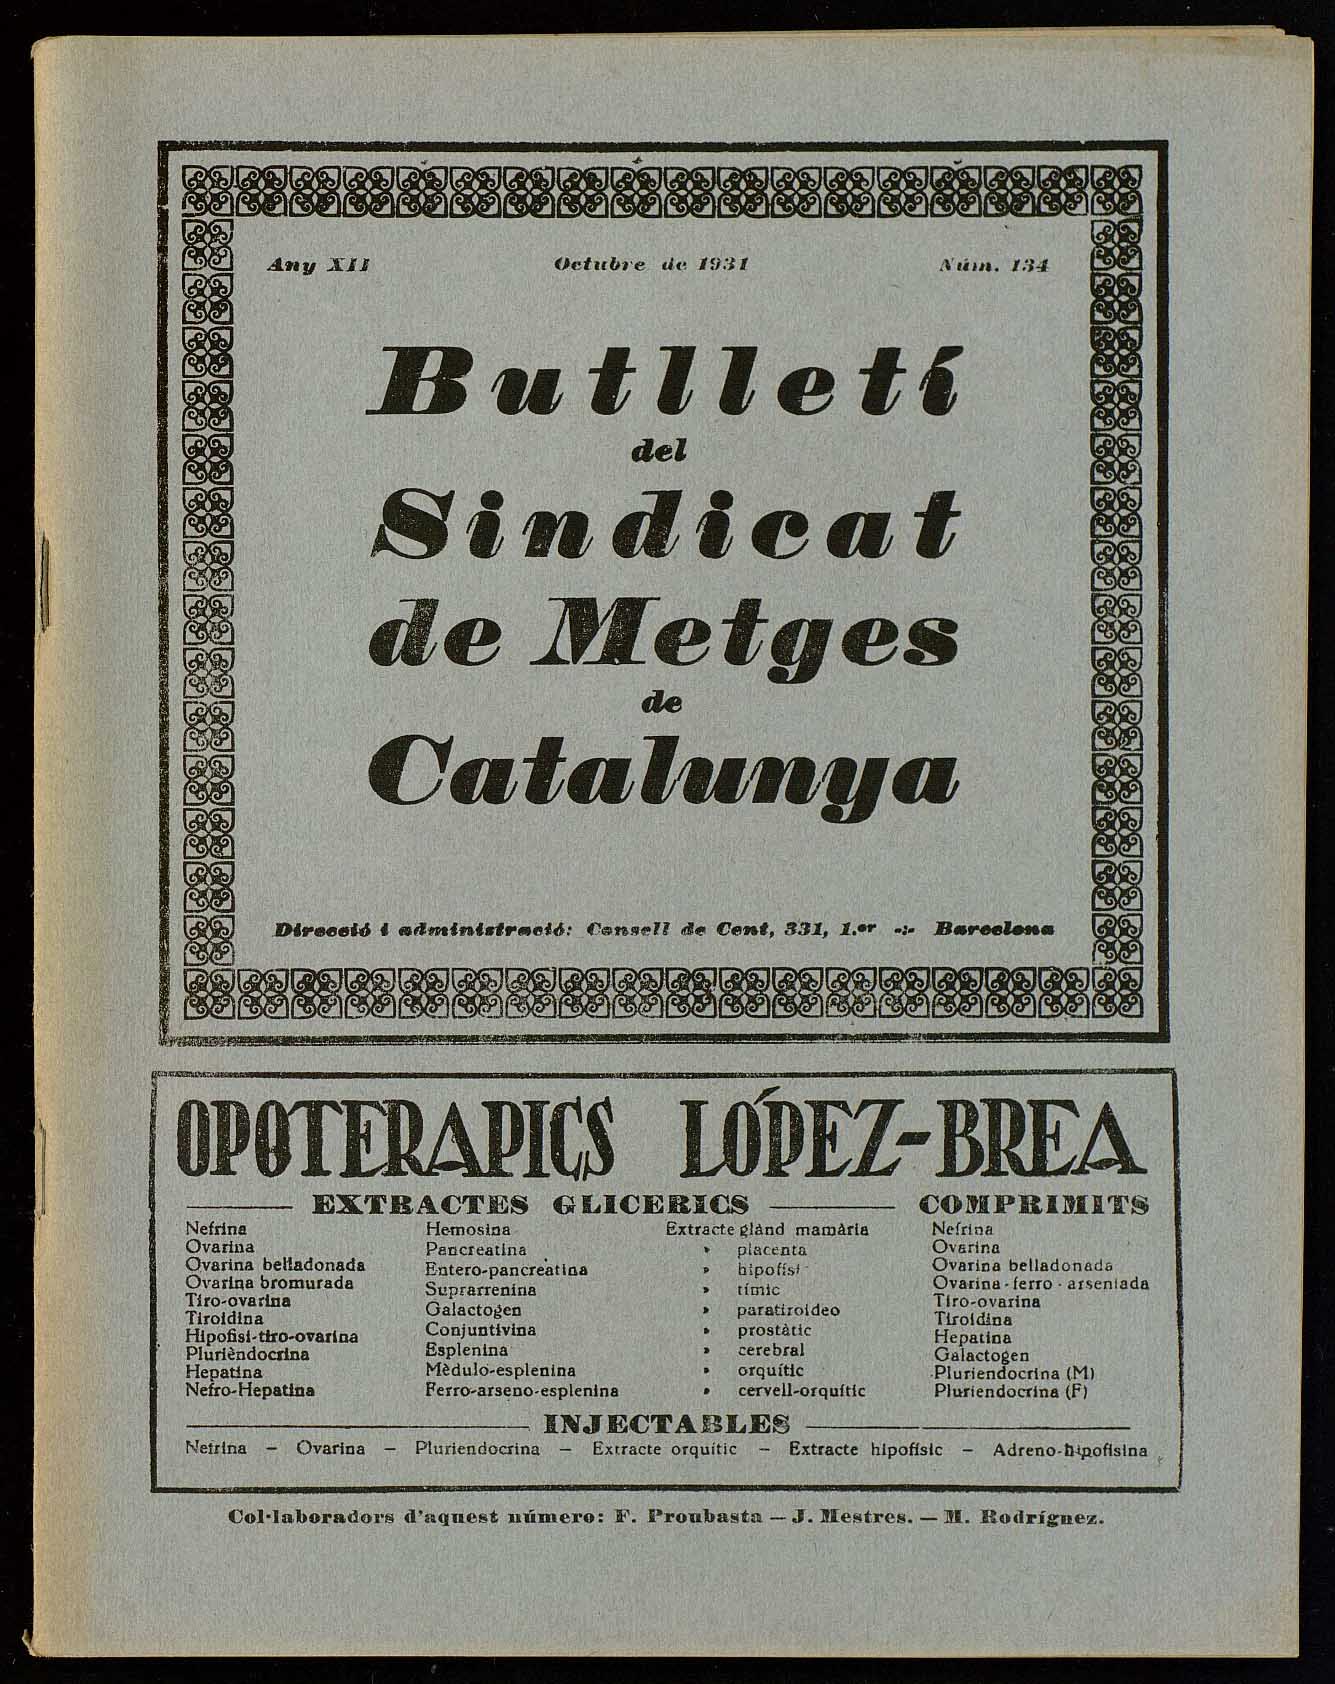 Any XII Octubre de 1931 Núm. 134
Butlletí
del
Sindicat
de Metges
de
Catalunya
Direcció i administració: Consell de Cent, 331, 1.er -:- Barcelona
OPOTERAPICS LÓPEZ-BREA
EXTRACTES GLICERICS
Nefrina
Ovarina
Ovarina belladonada
Ovarina bromurada
Tiro-ovarina
Tiroidina
Hipofisi-tiro-ovarina
Plurièndocrina
Hepatina
Nefro-Hepatina
Hemosina
Pancreatina
Entero-pancreàtina
Suprarrenina
Galactogen
Conjuntivina
Esplenina
Mèdulo-esplenina
Ferro-arseno-esplenina
Extracte glànd mamària
» placenta
» hipofisi
» tímic
» paratiroideo
» prostàtic
» cerebral
» orquític
» cervell-orquític
COMPRIMITS
Nefrina
Ovarina
Ovarina belladonada
Ovarina-ferro-arseniada
Tiro-ovarina
Tiroidina
Hepatina
Galactogen
Pluriendocrina (M)
Pluriendocrina (F)
INJECTABLES
Nefrina — Ovarina — Pluriendocrina — Extracte orquític — Extracte hipofísic — Adreno-hipofisina
Col·laboradors d'aquest número: F. Proubasta — J. Mestres. — M. Rodríguez.